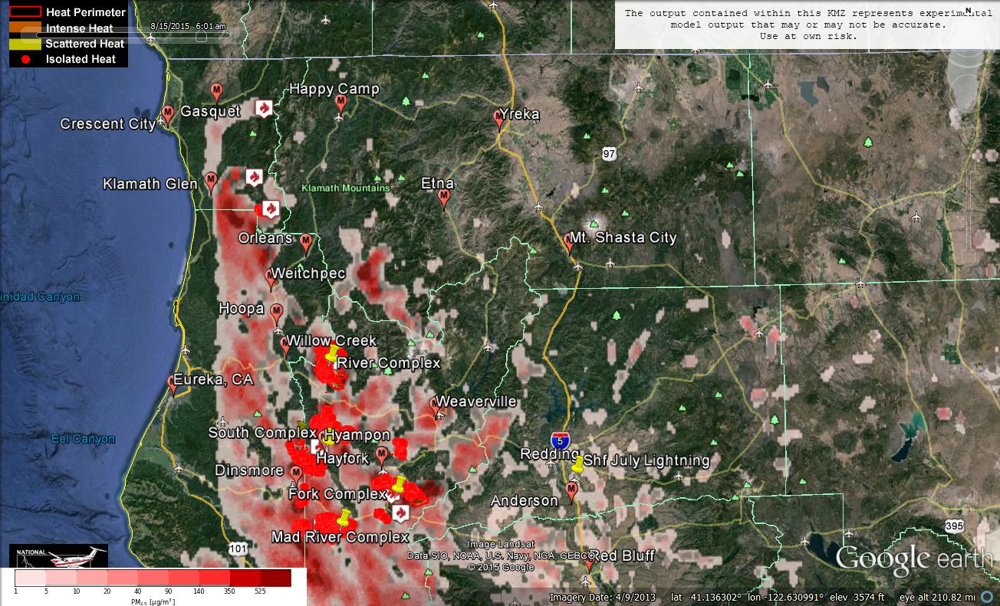 Heat Perimeter
Intense Heat
Scattered Heat
Isolated Heat
8/15/2015 6:01 am
The output contained within this KMZ represents experimental
model output that may or may not be accurate.
Use at own risk.
N
Happy Camp
Gasquet
Crescent City
Yreka
97
Klamath Glen
Klamath Mountains
Etna
Orleans
Mt. Shasta City
Weitchpec
inidad Canyon
Hoopa
Willow Creek
River Complex
Eureka, CA
Weaverville
South Complex
Hyampon
Eel Canyon
5
Hayfork
Redding
Shf July Lightning
Dinsmore
Fork Complex
Anderson
Mad River Complex
395
101
Image Landsat
Data SIO, NOAA, U.S. Navy, NGA, GEBCO
© 2015 Google
Red Bluff
Google earth
NATIONAL
1 5 10 20 40 90 140 350 525
PM2.5 [µg/m³]
Imagery Date: 4/9/2013 lat 41.136302° lon -122.630991° elev 3574 ft eye alt 210.82 mi